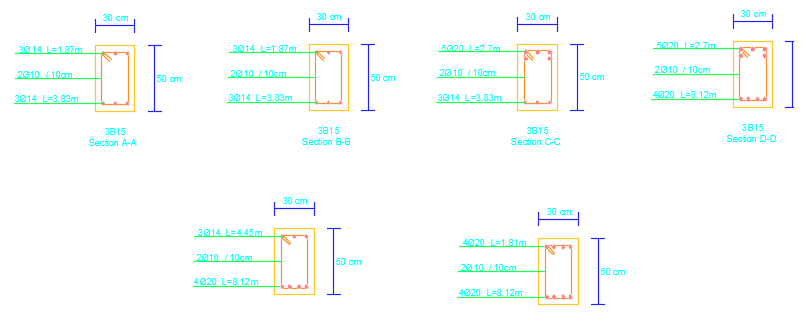 30 cm
3Ø14 L=1.87m
2Ø10 / 10cm
50 cm
3Ø14 L=3.83m
3B15
Section A-A
30 cm
3Ø14 L=1.87m
2Ø10 / 10cm
50 cm
3Ø14 L=3.83m
3B15
Section B-B
30 cm
5Ø20 L=2.7m
2Ø10 / 10cm
50 cm
3Ø14 L=3.83m
3B15
Section C-C
30 cm
5Ø20 L=2.7m
2Ø10 / 10cm
4Ø20 L=8.12m
3B15
Section D-D
30 cm
3Ø14 L=4.45m
2Ø10 / 10cm
50 cm
4Ø20 L=8.12m
30 cm
4Ø20 L=1.81m
2Ø10 / 10cm
50 cm
4Ø20 L=8.12m